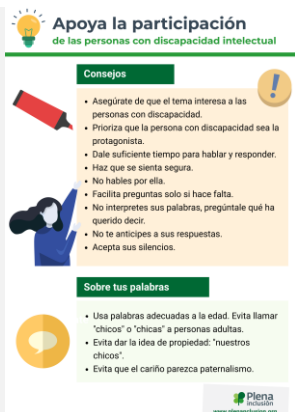 Apoya la participación
de las personas con discapacidad intelectual
Consejos
!
• Asegúrate de que el tema interesa a las
personas con discapacidad.
• Prioriza que la persona con discapacidad sea la
protagonista.
• Dale suficiente tiempo para hablar y responder.
• Haz que se sienta segura.
• No hables por ella.
• Facilita preguntas solo si hace falta.
• No interpretes sus palabras, pregúntale qué ha
querido decir.
• No te anticipes a sus respuestas.
• Acepta sus silencios.
Sobre tus palabras
• Usa palabras adecuadas a la edad. Evita llamar
"chicos" o "chicas" a personas adultas.
• Evita dar la idea de propiedad: "nuestros
chicos".
• Evita que el cariño parezca paternalismo.
Plena
inclusión
www.plenainclusion.org